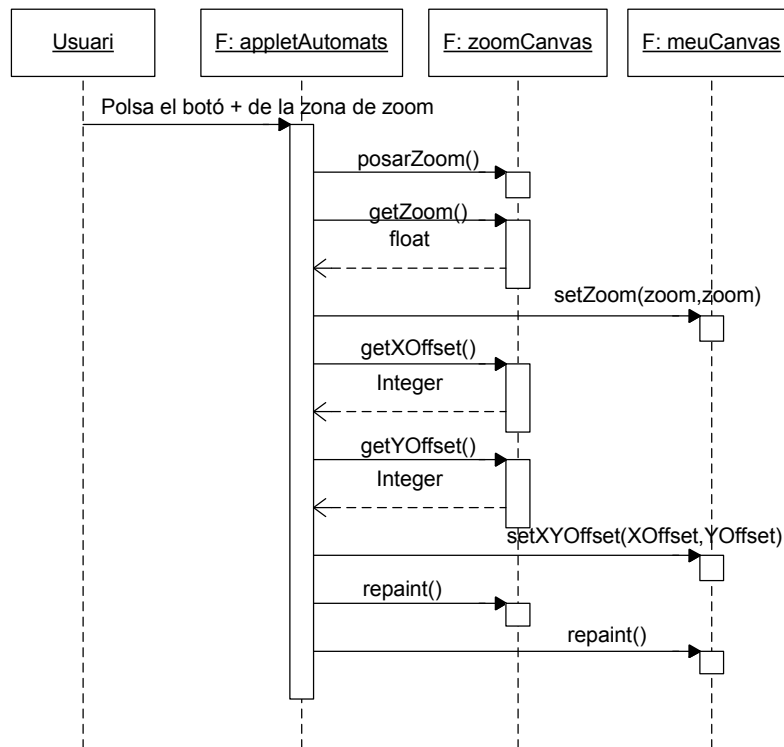 Usuari
F: appletAutomats
F: zoomCanvas
F: meuCanvas
Polsa el botó + de la zona de zoom
posarZoom()
getZoom()
float
setZoom(zoom,zoom)
getXOffset()
Integer
getYOffset()
Integer
setXYOffset(XOffset,YOffset)
repaint()
repaint()